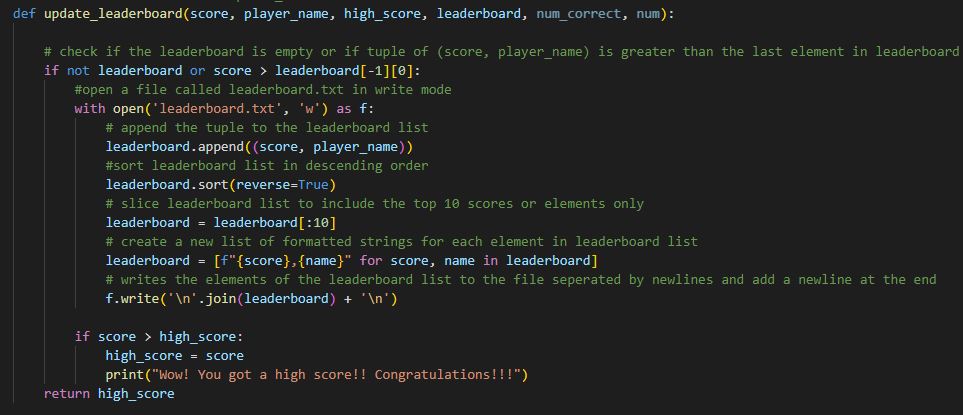 def update_leaderboard(score, player_name, high_score, leaderboard, num_correct, num):
# check if the leaderboard is empty or if tuple of (score, player_name) is greater than the last element in leaderboard
if not leaderboard or score > leaderboard[-1][0]:
#open a file called leaderboard.txt in write mode
with open('leaderboard.txt', 'w') as f:
# append the tuple to the leaderboard list
leaderboard.append((score, player_name))
#sort leaderboard list in descending order
leaderboard.sort(reverse=True)
# slice leaderboard list to include the top 10 scores or elements only
leaderboard = leaderboard[:10]
# create a new list of formatted strings for each element in leaderboard list
leaderboard = [f"{score},{name}" for score, name in leaderboard]
# writes the elements of the leaderboard list to the file seperated by newlines and add a newline at the end
f.write('\n'.join(leaderboard) + '\n')
if score > high_score:
high_score = score
print("Wow! You got a high score!! Congratulations!!!")
return high_score